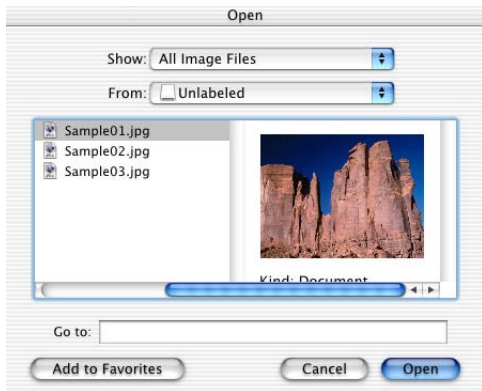 Open
Show: All Image Files
From: Unlabeled
Sample01.jpg
Sample02.jpg
Sample03.jpg
Kind: Document
Go to:
Add to Favorites Cancel Open